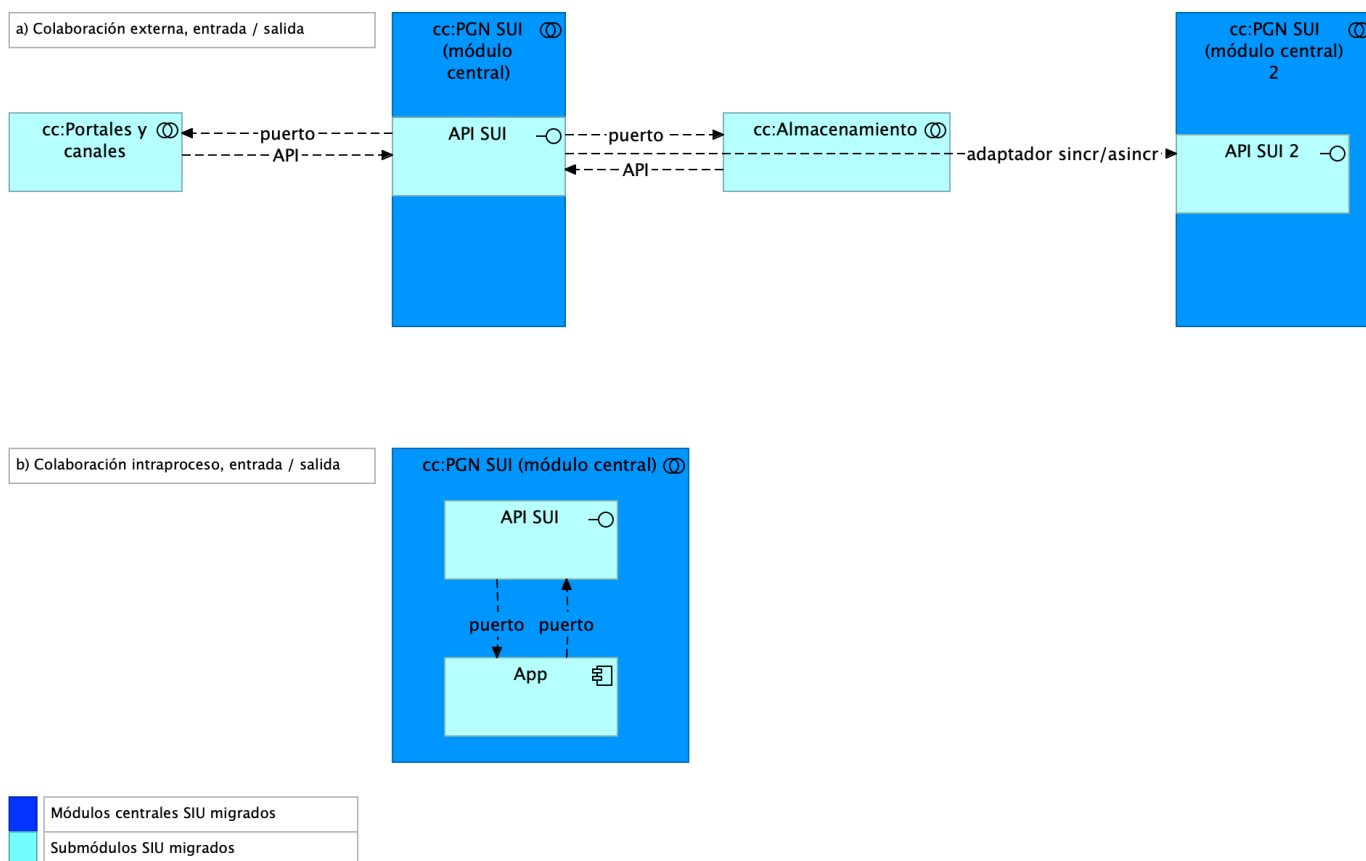 a) Colaboración externa, entrada / salida
cc:PGN SUI
(módulo
central)
cc:PGN SUI
(módulo central)
2
cc:Portales y
canales
puerto
API
API SUI
puerto
API
cc:Almacenamiento
adaptador sincr/asincr
API SUI 2
b) Colaboración intraproceso, entrada / salida
cc:PGN SUI (módulo central)
API SUI
puerto
puerto
App
Módulos centrales SIU migrados
Submódulos SIU migrados